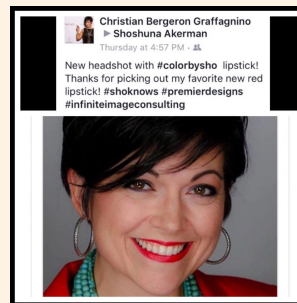 Christian Bergeron Graffagnino
▶ Shoshuna Akerman
Thursday at 4:57 PM ·
New headshot with #colorbysho lipstick!
Thanks for picking out my favorite new red
lipstick! #shoknows #premierdesigns
#infiniteimageconsulting